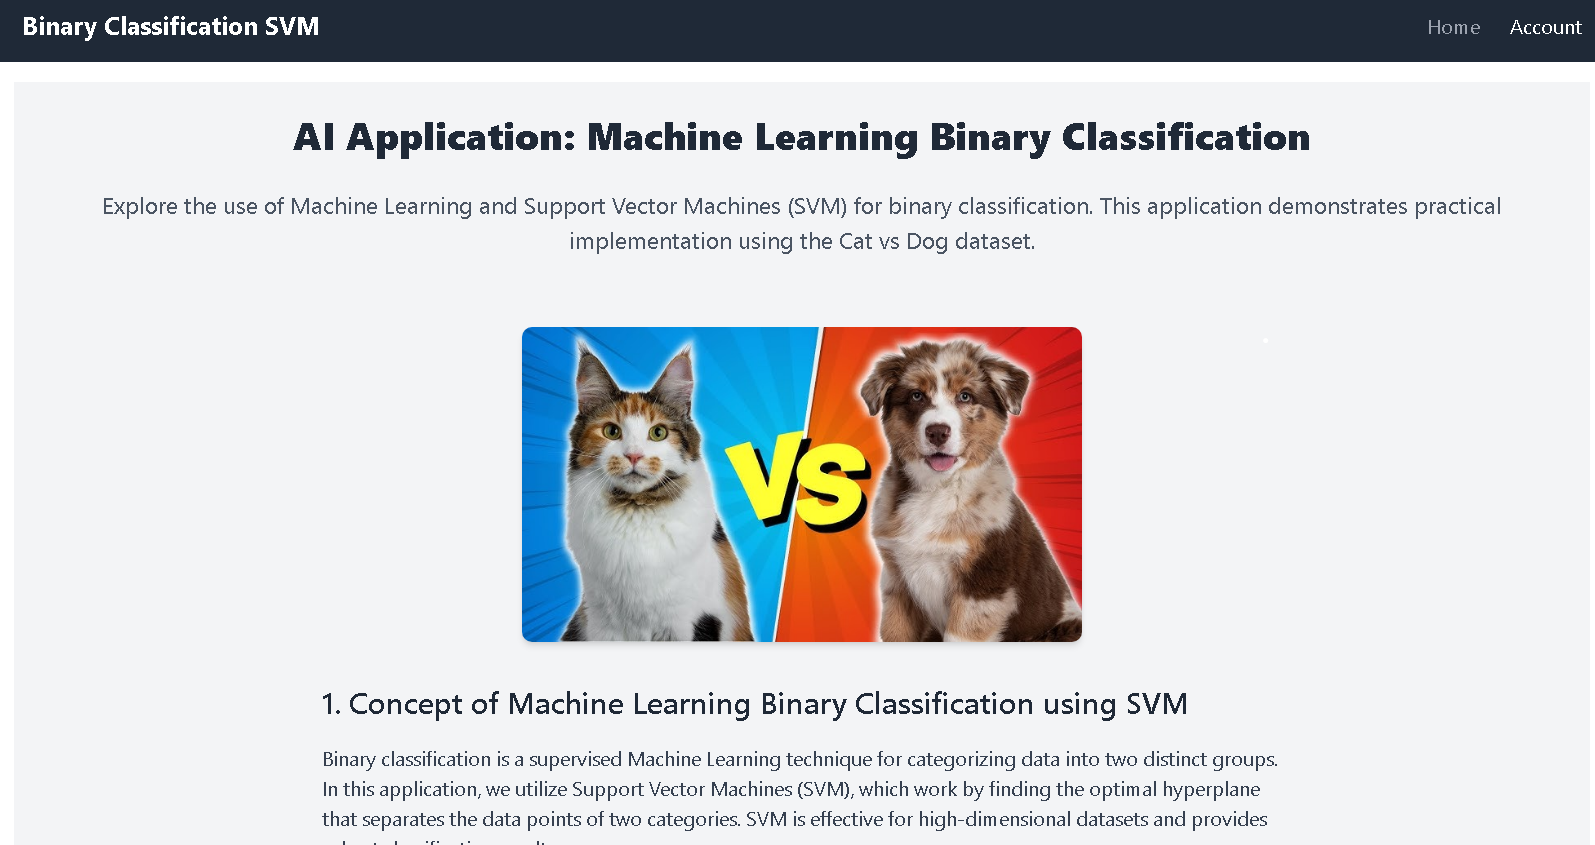 Binary Classification SVM
Home Account
AI Application: Machine Learning Binary Classification
Explore the use of Machine Learning and Support Vector Machines (SVM) for binary classification. This application demonstrates practical
implementation using the Cat vs Dog dataset.
VS
1. Concept of Machine Learning Binary Classification using SVM
Binary classification is a supervised Machine Learning technique for categorizing data into two distinct groups.
In this application, we utilize Support Vector Machines (SVM), which work by finding the optimal hyperplane
that separates the data points of two categories. SVM is effective for high-dimensional datasets and provides